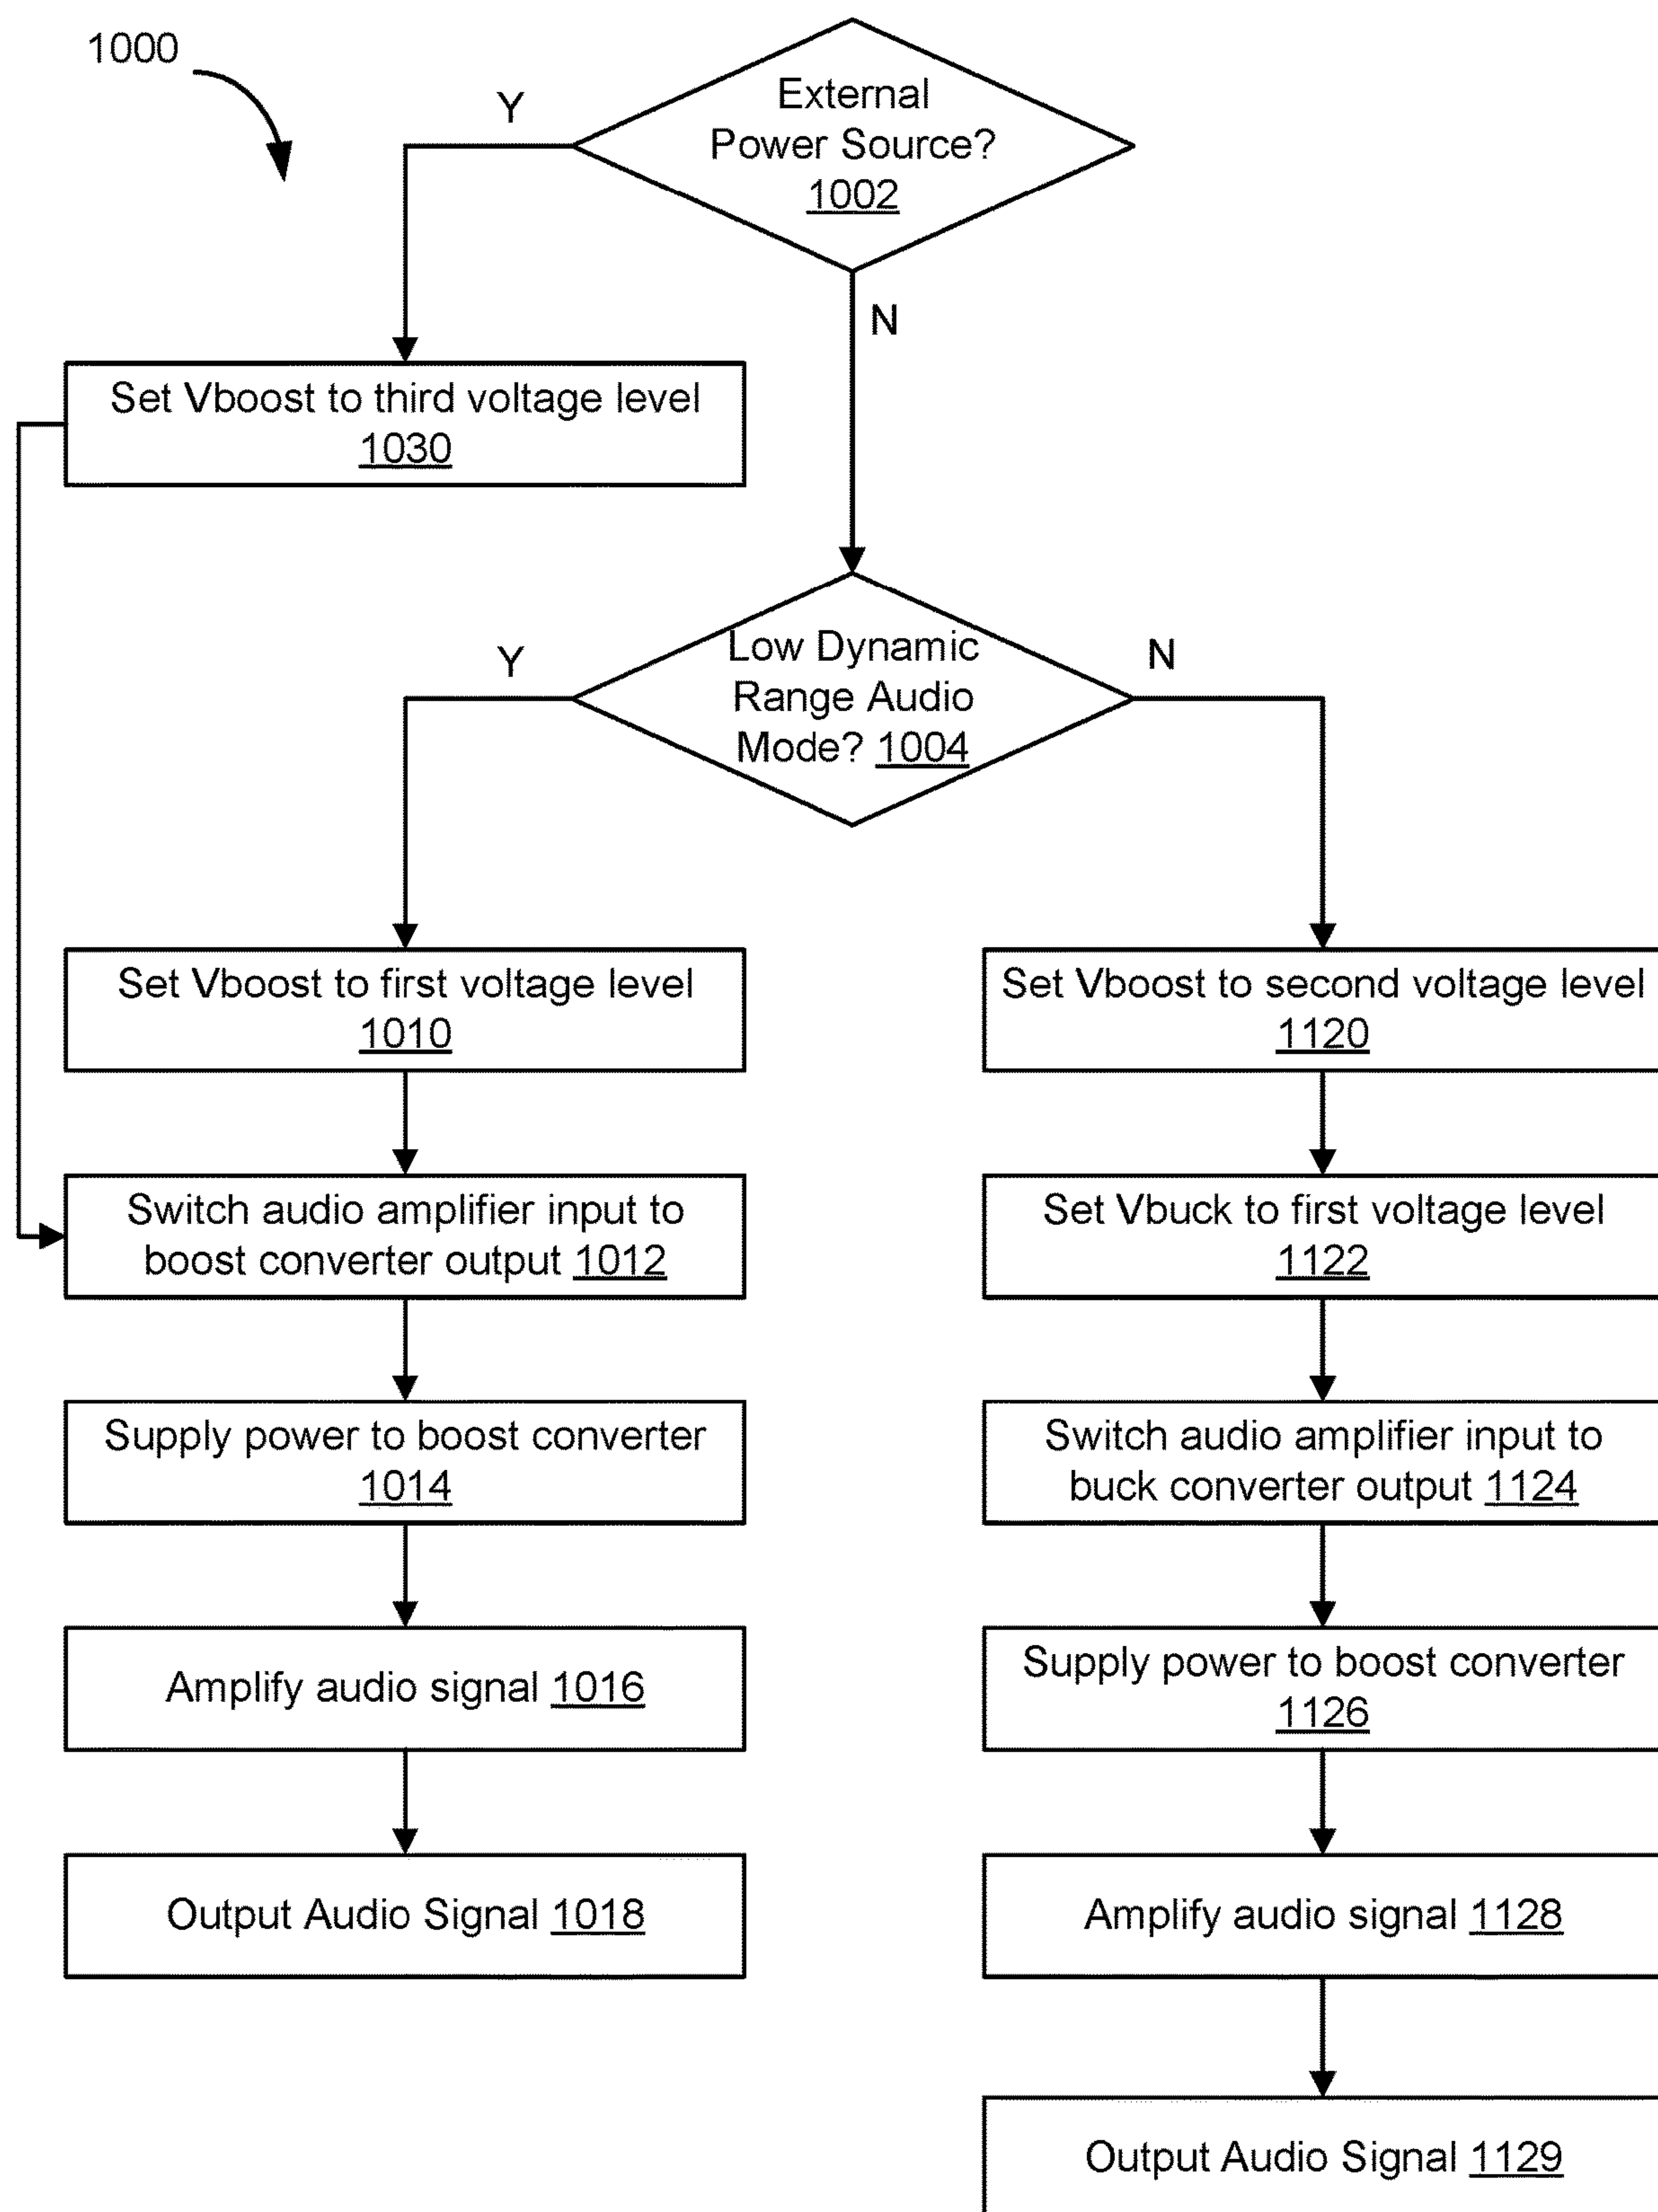 1000
External
Power Source?
1002
Y
N
Set Vboost to third voltage level
1030
Low Dynamic
Range Audio
Mode? 1004
Y
N
Set Vboost to first voltage level
1010
Switch audio amplifier input to
boost converter output 1012
Supply power to boost converter
1014
Amplify audio signal 1016
Output Audio Signal 1018
Set Vboost to second voltage level
1120
Set Vbuck to first voltage level
1122
Switch audio amplifier input to
buck converter output 1124
Supply power to boost converter
1126
Amplify audio signal 1128
Output Audio Signal 1129